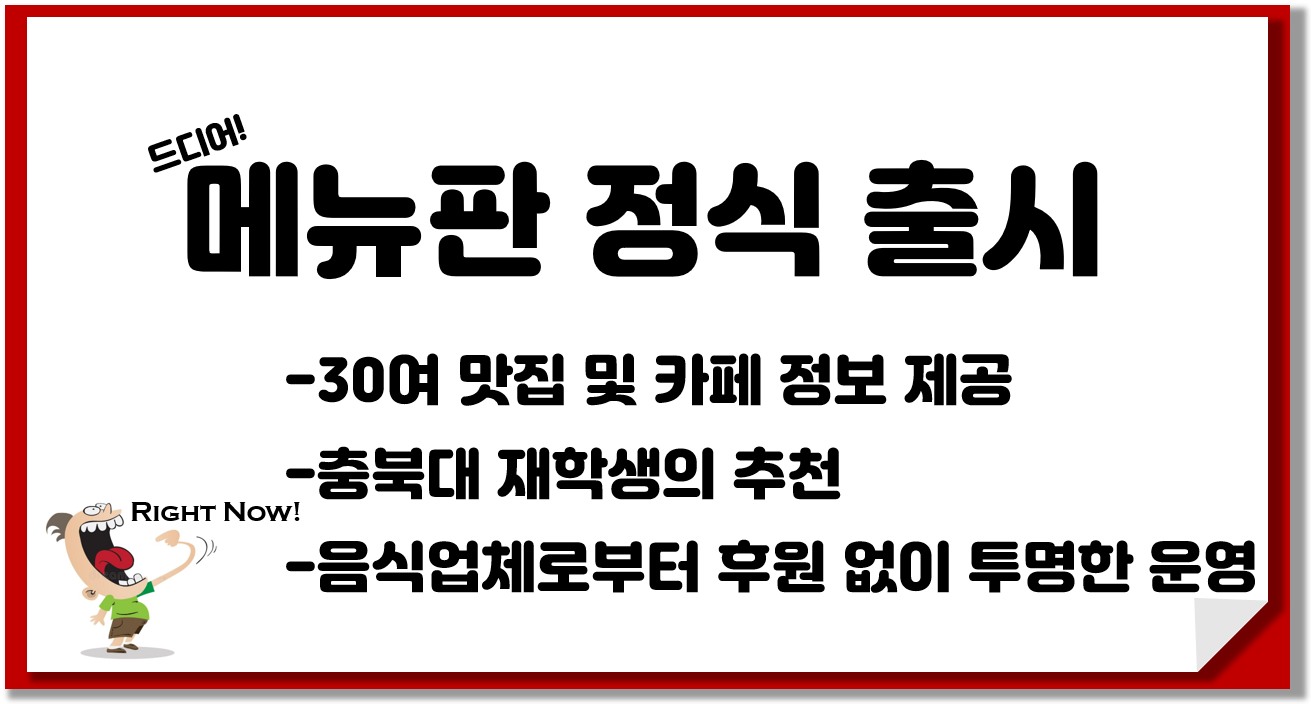 드디어!
메뉴판 정식 출시
-30여 맛집 및 카페 정보 제공
-충북대 재학생의 추천
Right Now!
-음식업체로부터 후원 없이 투명한 운영